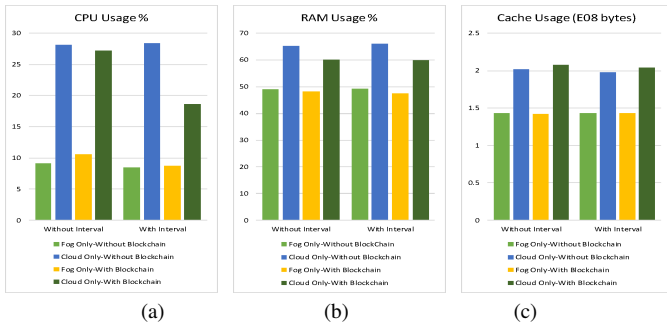 CPU Usage %
30
25
20
15
10
5
0
Without Interval With Interval
Fog Only-Without Blockchain
Cloud Only-Without Blockchain
Fog Only-With Blockchain
Cloud Only-With Blockchain
(a)
RAM Usage %
70
60
50
40
30
20
10
0
Without Interval With Interval
Fog Only-Without BlockChain
Cloud Only-Without BlockChain
Fog Only-With Blockchain
Cloud Only-With Blockchain
(b)
Cache Usage (E08 bytes)
2.5
2
1.5
1
0.5
0
Without Interval With Interval
Fog Only-Without BlockChain
Cloud Only-Without BlockChain
Fog Only-With Blockchain
Cloud Only-With Blockchain
(c)